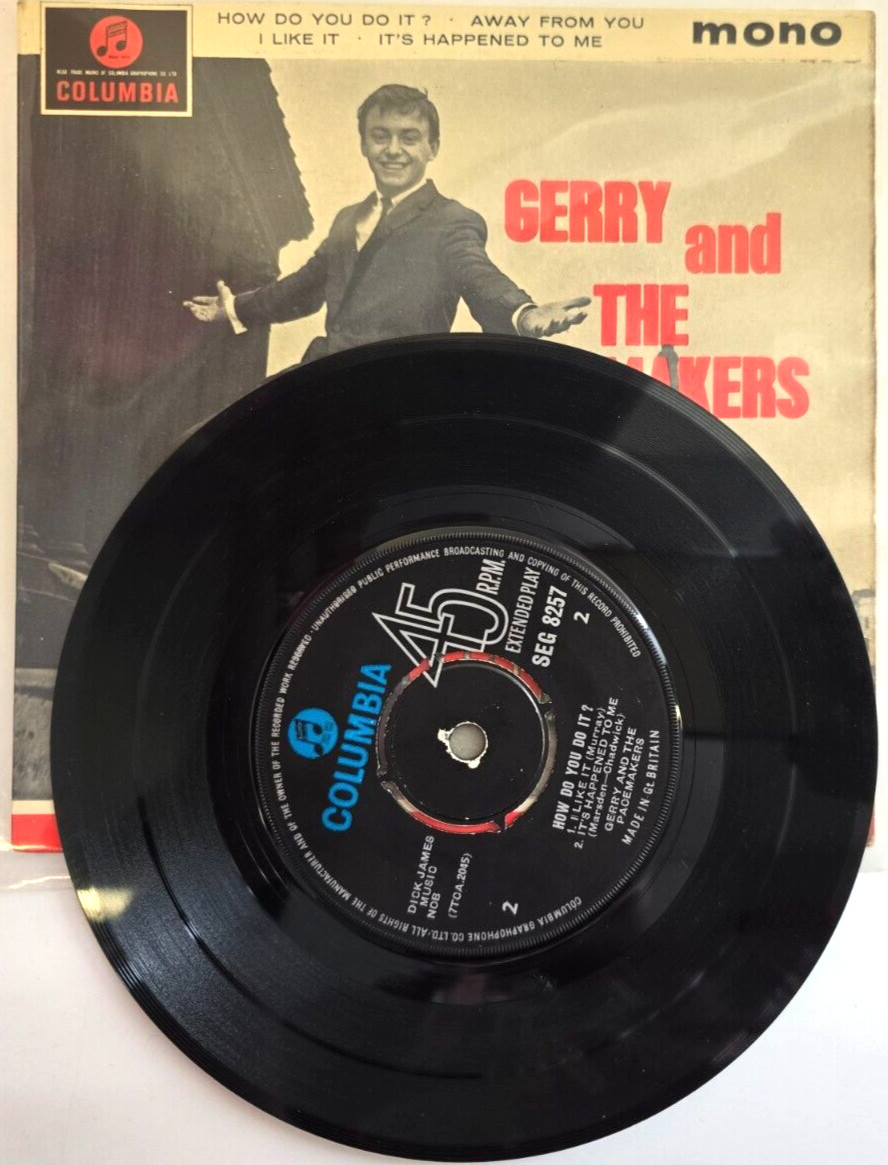 HOW DO YOU DO IT? · AWAY FROM YOU
I LIKE IT · IT'S HAPPENED TO ME
mono
COLUMBIA
GERRY and
THE
MAKERS
COLUMBIA GRAPHOPHONE CO. LTD.·ALL RIGHTS OF THE MANUFACTURER AND OF THE OWNER OF THE RECORDED WORK RESERVED·UNAUTHORISED PUBLIC PERFORMANCE BROADCASTING AND COPYING OF THIS RECORD PROHIBITED
COLUMBIA
45
R.P.M.
EXTENDED PLAY
SEG 8257
2
DICK JAMES
MUSIC
NCB
(7TCA.2045)
2
HOW DO YOU DO IT?
1. I LIKE IT (Murray)
2. IT'S HAPPENED TO ME
(Marsden—Chadwick)
GERRY AND THE
PACEMAKERS
MADE IN Gt. BRITAIN